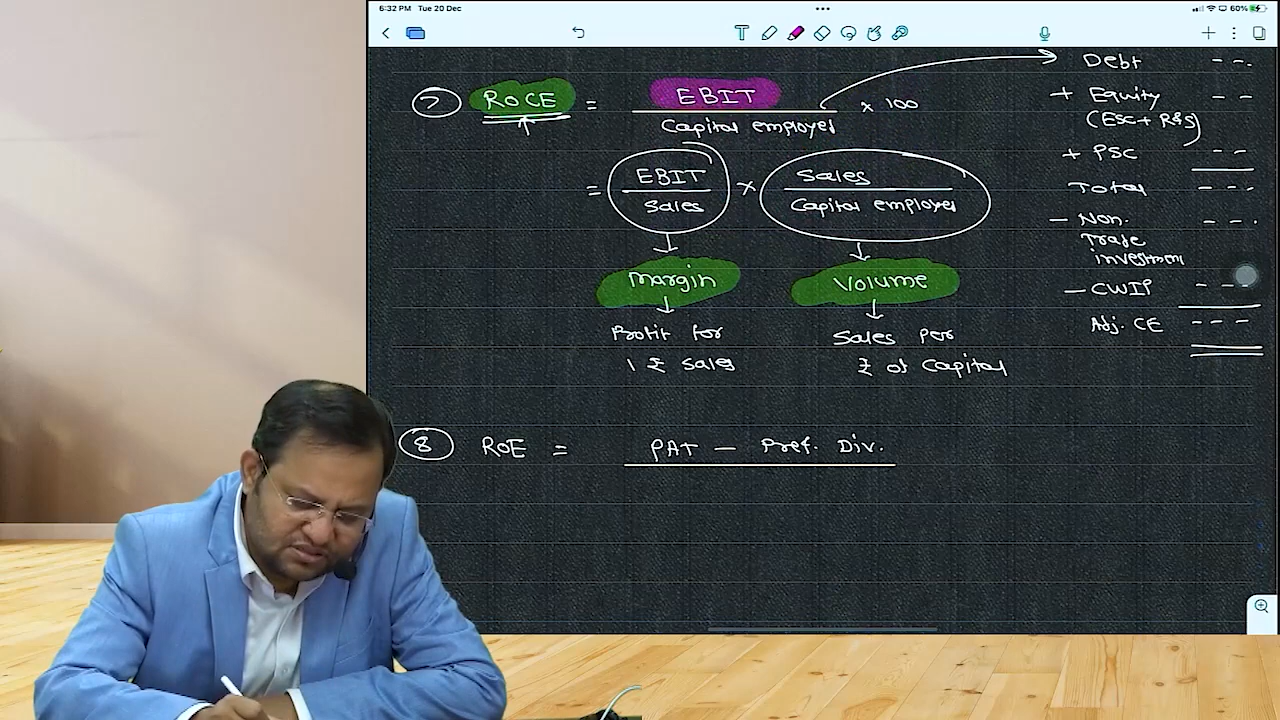 6:32 PM Tue 20 Dec
60%
7 ROCE = EBIT × 100
Capital employed
= EBIT × Sales
Sales Capital employed
Margin Volume
Profit for Sales per
1 ₹ Sales ₹ of Capital
Debt
+ Equity
(ESC + R&S)
+ PSC
Total
- Non.
Trade
investment
- CWIP
Adj. CE
8 ROE = PAT - Pref. Div.